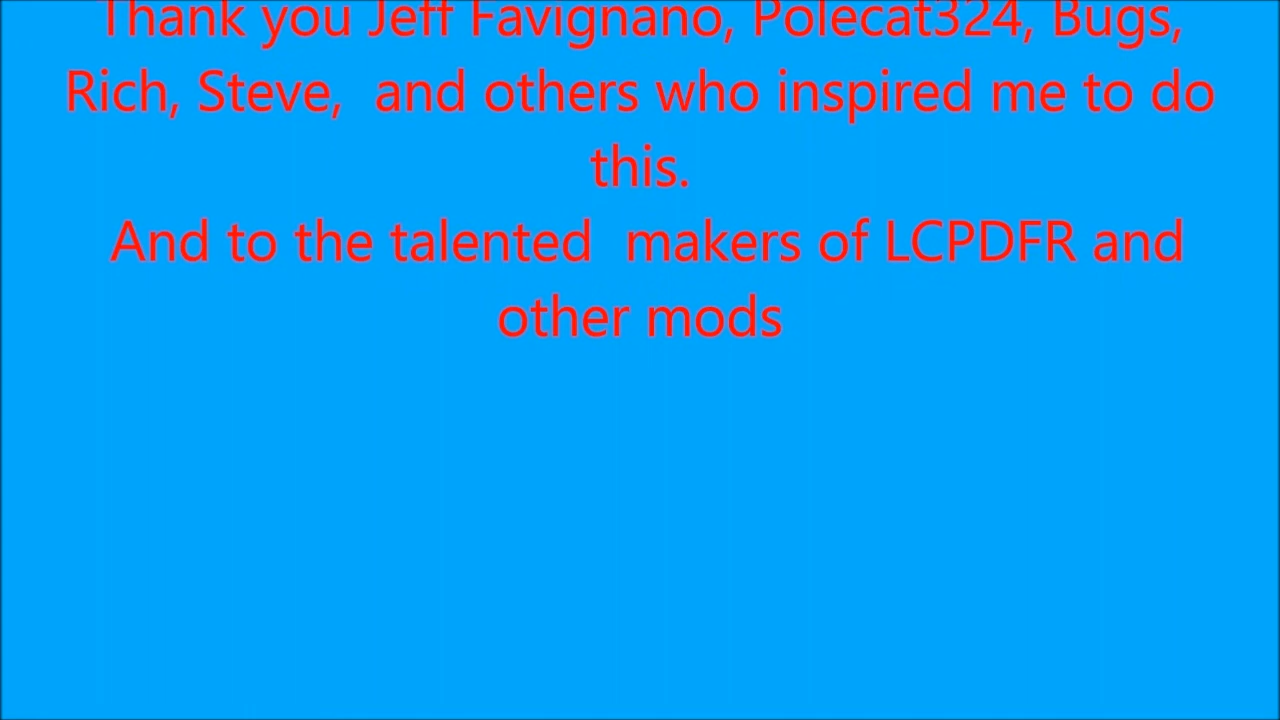 Thank you Jeff Favignano, Polecat324, Bugs,
Rich, Steve,  and others who inspired me to do
this.
And to the talented  makers of LCPDFR and
other mods